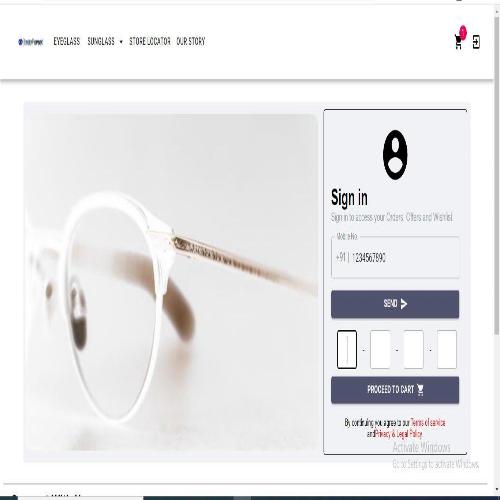 EYEGLASS SUNGLASS STORE LOCATOR OUR STORY
Sign in
Sign in to access your Orders, Offers and Wishlist
Mobile No.
+91 | 1234567890
SEND
- - -
PROCEED TO CART
By continuing you agree to our Terms of service
and Privacy & Legal Policy.
Activate Windows
Go to Settings to activate Windows.